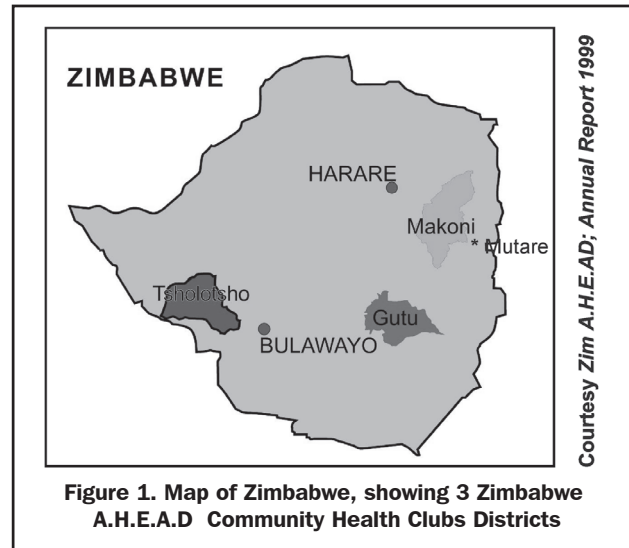 ZIMBABWE
HARARE
Makoni
* Mutare
Tsholotsho
Gutu
BULAWAYO
Courtesy Zim A.H.E.AD; Annual Report 1999
Figure 1. Map of Zimbabwe, showing 3 Zimbabwe
A.H.E.A.D Community Health Clubs Districts